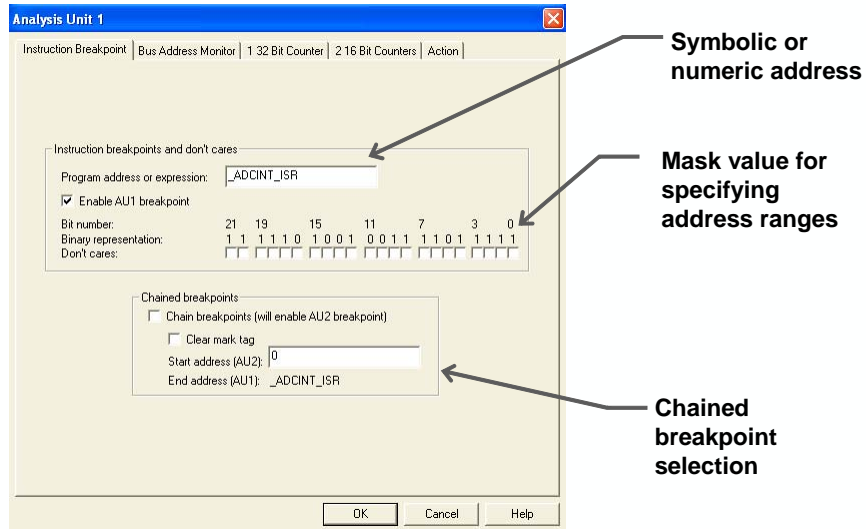 Analysis Unit 1
Instruction Breakpoint Bus Address Monitor 1 32 Bit Counter 2 16 Bit Counters Action
Symbolic or
numeric address
Instruction breakpoints and don't cares
Program address or expression: _ADCINT_ISR
Enable AU1 breakpoint
Bit number: 21 19 15 11 7 3 0
Binary representation: 1 1 1 1 1 0 1 0 0 1 0 0 1 1 1 1 0 1 1 1 1 1
Don't cares:
Mask value for
specifying
address ranges
Chained breakpoints
Chain breakpoints (will enable AU2 breakpoint)
Clear mark tag
Start address (AU2): 0
End address (AU1): _ADCINT_ISR
Chained
breakpoint
selection
OK Cancel Help